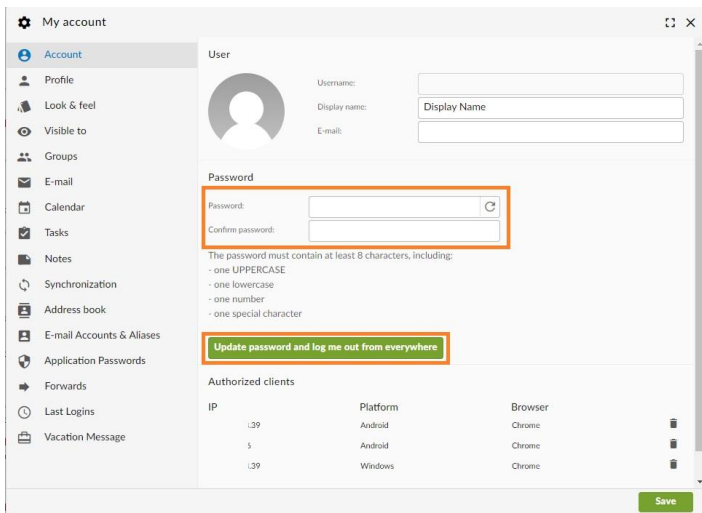 My account
Account
Profile
Look & feel
Visible to
Groups
E-mail
Calendar
Tasks
Notes
Synchronization
Address book
E-mail Accounts & Aliases
Application Passwords
Forwards
Last Logins
Vacation Message
User
Username:
Display name: Display Name
E-mail:
Password
Password:
Confirm password:
The password must contain at least 8 characters, including:
- one UPPERCASE
- one lowercase
- one number
- one special character
Update password and log me out from everywhere
Authorized clients
IP Platform Browser
.39 Android Chrome
Android Chrome
.39 Windows Chrome
Save